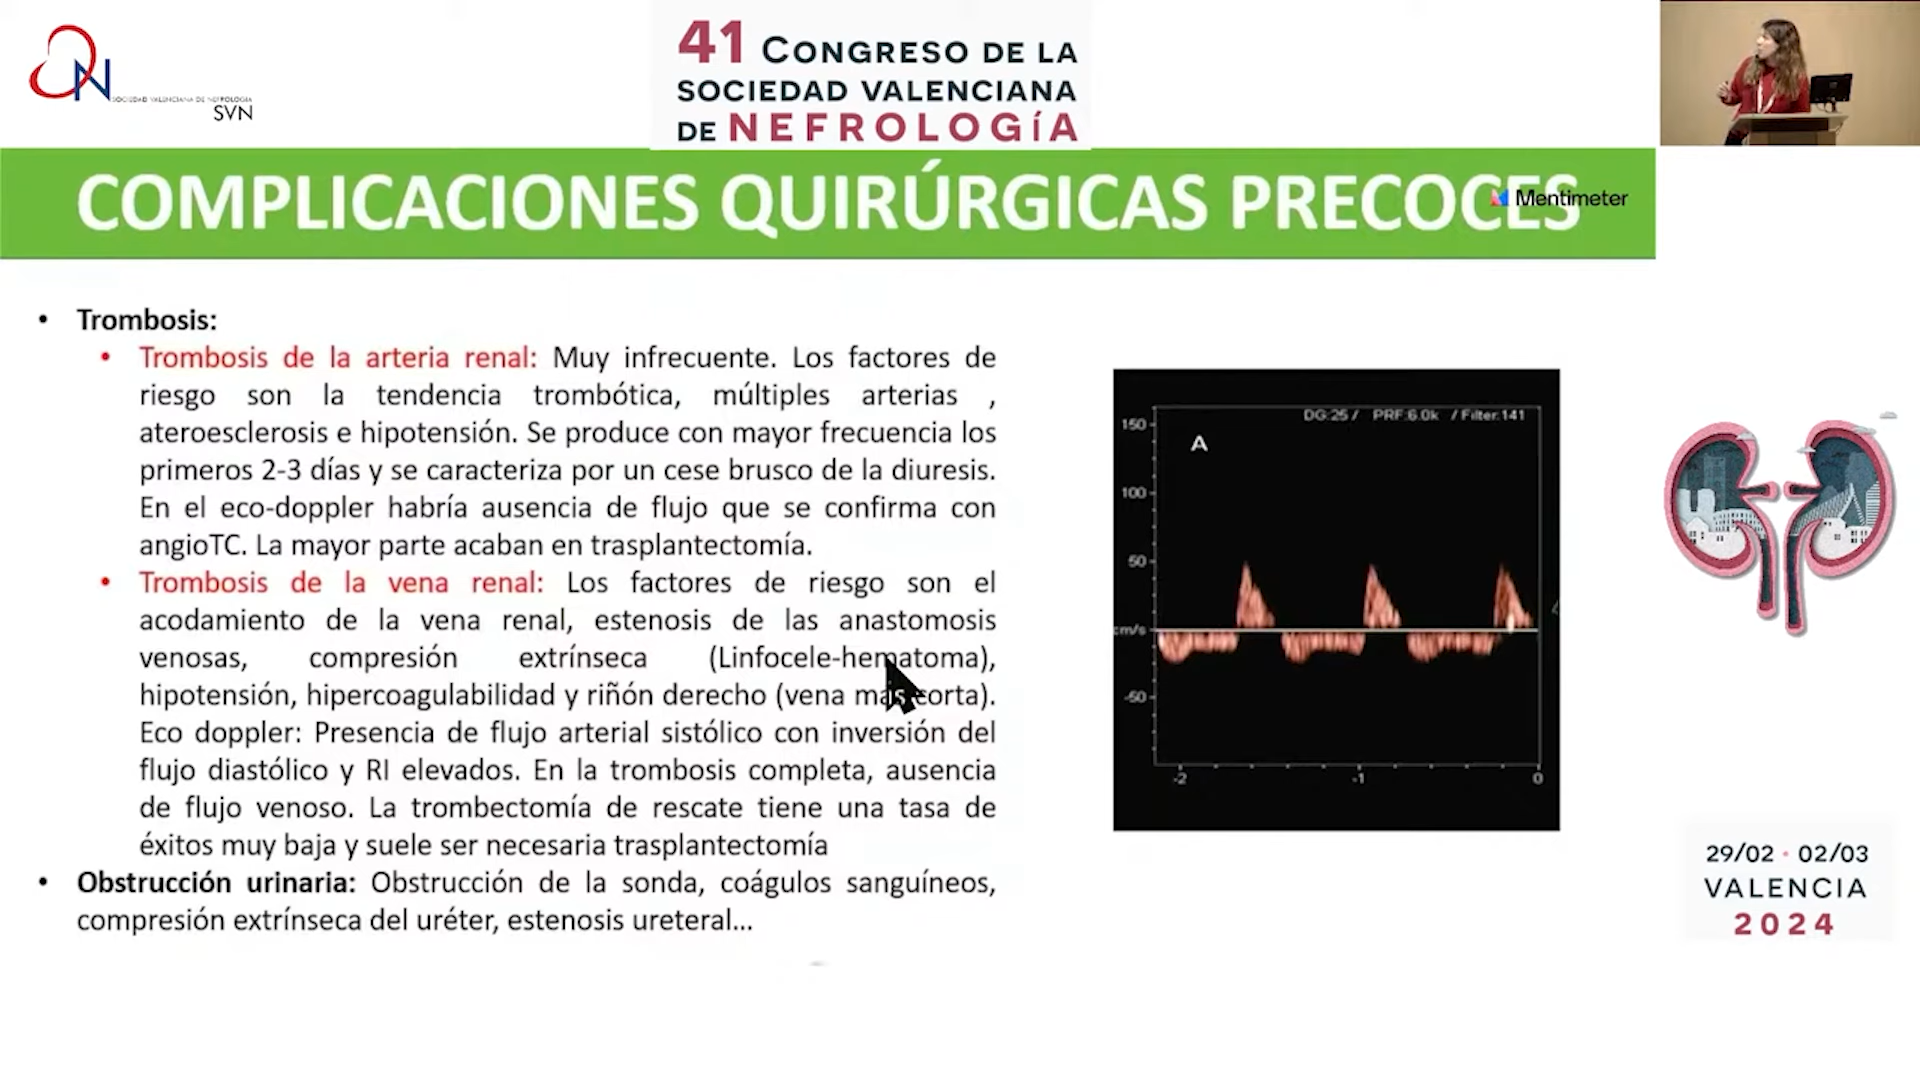 SOCIEDAD VALENCIANA DE NEFROLOGÍA
SVN
41 CONGRESO DE LA
SOCIEDAD VALENCIANA
DE NEFROLOGÍA
COMPLICACIONES QUIRÚRGICAS PRECOCES
Mentimeter
• Trombosis:
• Trombosis de la arteria renal: Muy infrecuente. Los factores de
riesgo son la tendencia trombótica, múltiples arterias ,
ateroesclerosis e hipotensión. Se produce con mayor frecuencia los
primeros 2-3 días y se caracteriza por un cese brusco de la diuresis.
En el eco-doppler habría ausencia de flujo que se confirma con
angioTC. La mayor parte acaban en trasplantectomía.
• Trombosis de la vena renal: Los factores de riesgo son el
acodamiento de la vena renal, estenosis de las anastomosis
venosas, compresión extrínseca (Linfocele-hematoma),
hipotensión, hipercoagulabilidad y riñón derecho (vena más corta).
Eco doppler: Presencia de flujo arterial sistólico con inversión del
flujo diastólico y RI elevados. En la trombosis completa, ausencia
de flujo venoso. La trombectomía de rescate tiene una tasa de
éxitos muy baja y suele ser necesaria trasplantectomía
• Obstrucción urinaria: Obstrucción de la sonda, coágulos sanguíneos,
compresión extrínseca del uréter, estenosis ureteral...
DG:25 / PRF:6.0k / Filter:141
A
150
100
50
cm/s
-50
-2 -1 0
29/02 • 02/03
VALENCIA
2024